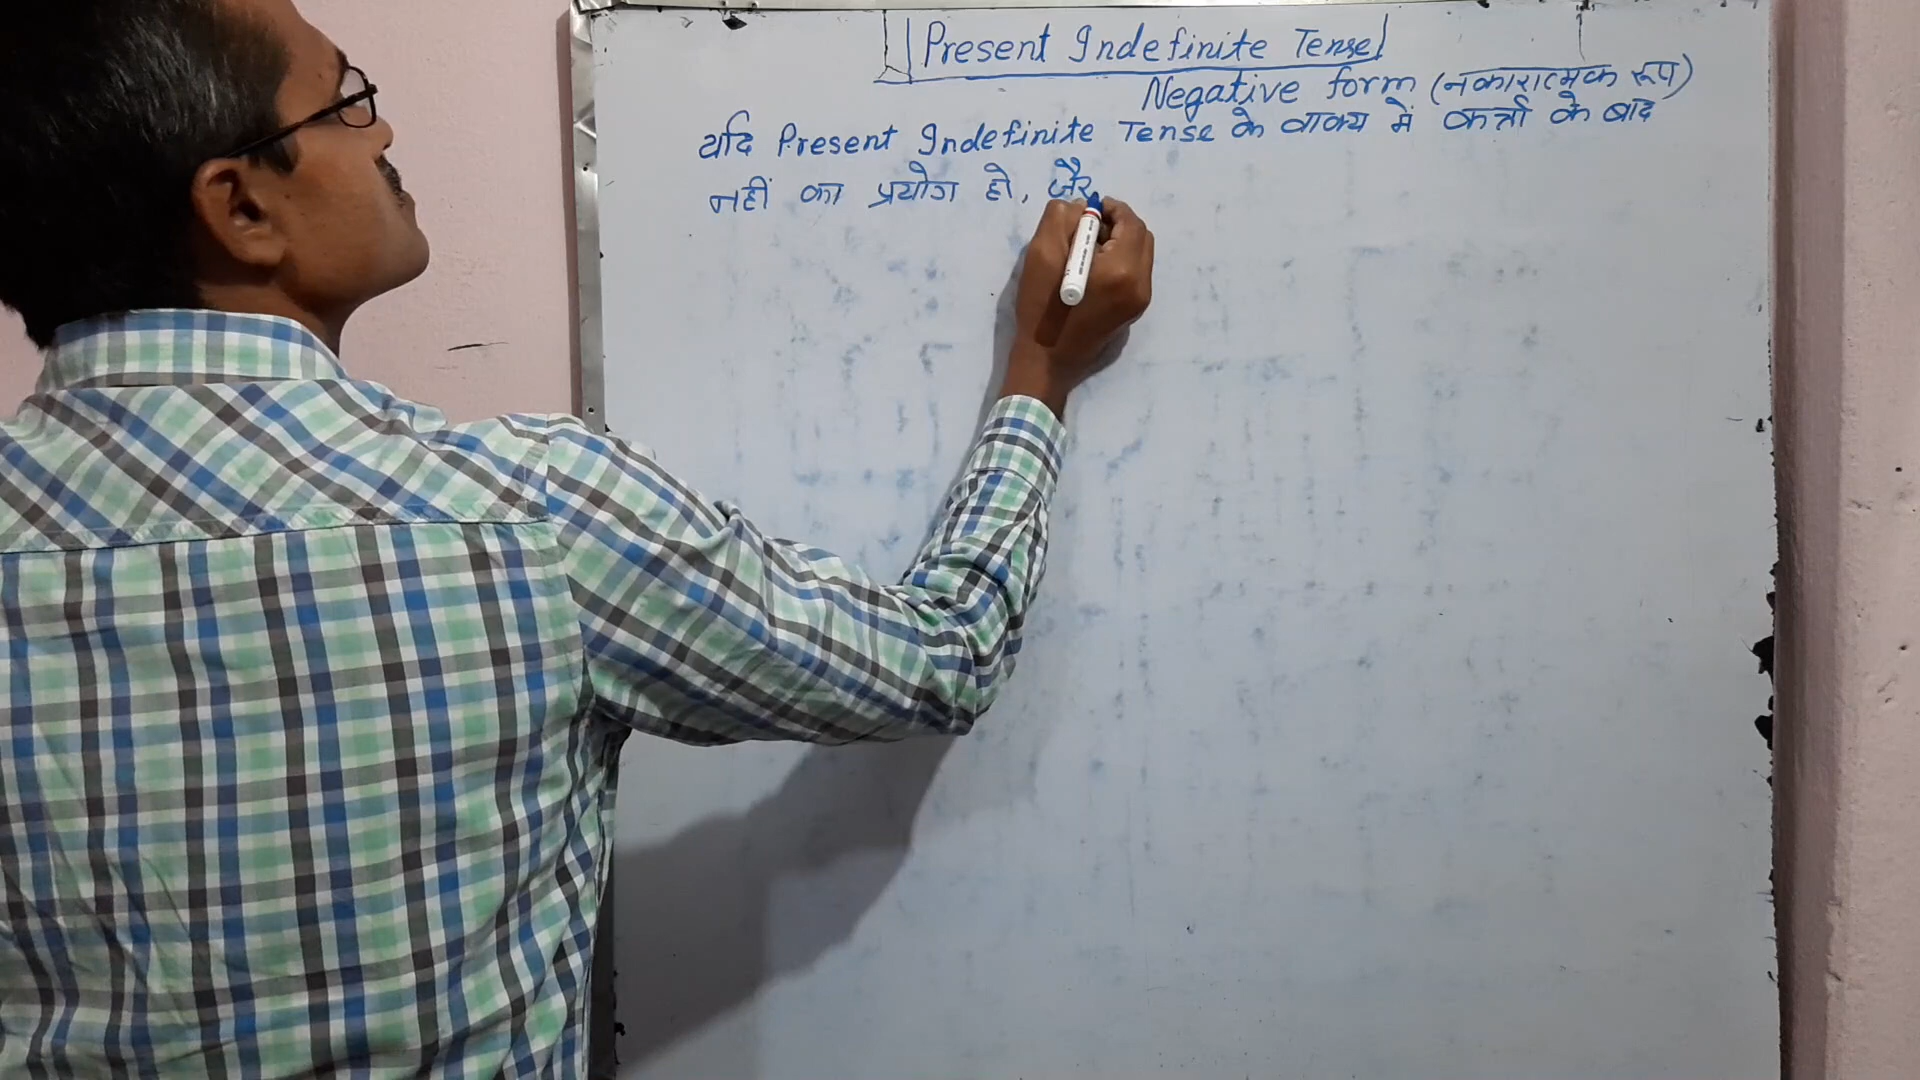 Present Indefinite Tense
Negative form (नकारात्मक रूप)
यदि Present Indefinite Tense के वाक्य में कर्त्ता के बाद
नहीं का प्रयोग हो,